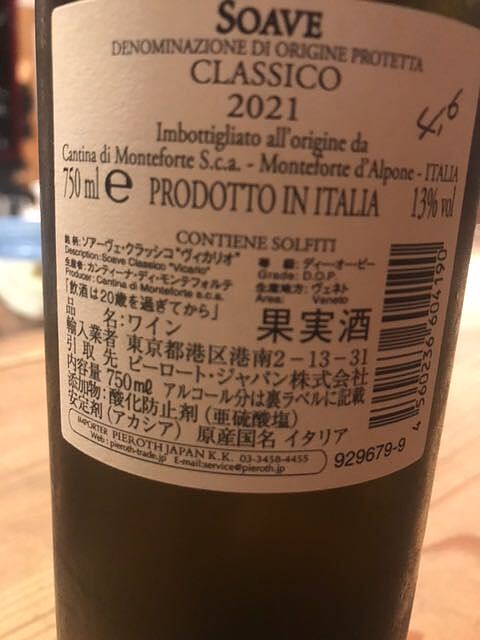 SOAVE
DENOMINAZIONE DI ORIGINE PROTETTA
CLASSICO
2021
4,6
Imbottigliato all'origine da
Cantina di Monteforte S.c.a. - Monteforte d'Alpone - ITALIA
750 ml e PRODOTTO IN ITALIA 13% vol
CONTIENE SOLFITI
銘柄:ソアーヴェ・クラッシコ"ヴィカリオ" 等級:ディー・オー・ピー
Description: Soave Classico "Vicario" Grade: D.O.P.
生産者:カンティーナ・ディ・モンテフォルテ 生産地方:ヴェネト
Producer: Cantina di Monteforte s.c.a. Area: Veneto
「飲酒は20歳を過ぎてから」
品名:ワイン 果実酒
輸入業者 東京都港区港南2-13-31
引取先 ピーロート・ジャパン株式会社
内容量 750mℓ アルコール分は裏ラベルに記載
添加物:酸化防止剤(亜硫酸塩)
安定剤(アカシア) 原産国名 イタリア
IMPORTER PIEROTH JAPAN K.K. 03-3458-4455
Web: pieroth-trade.jp E-mail:service@pieroth.jp
4 560236 604190
929679-9